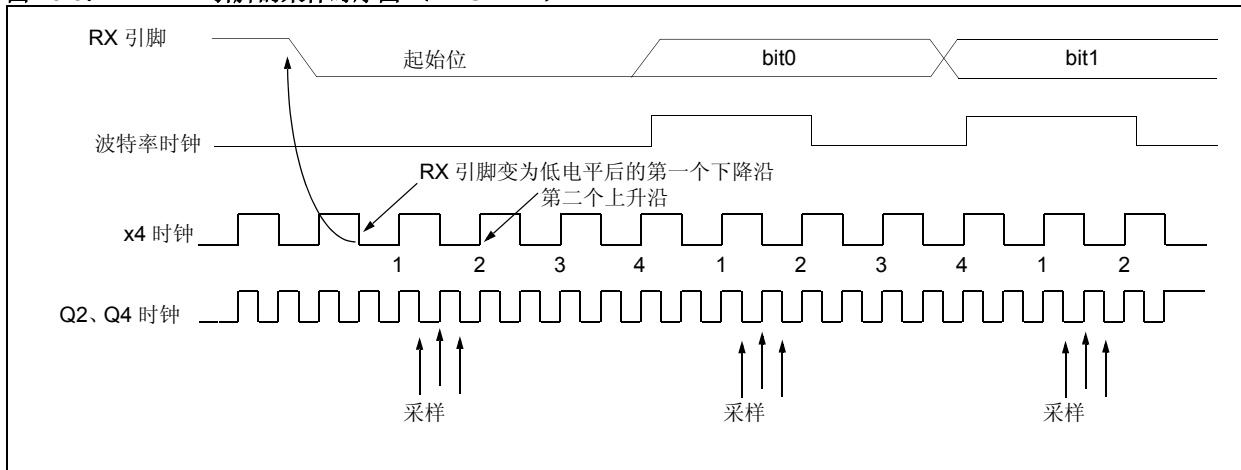 RX 引脚
起始位
bit0
bit1
波特率时钟
RX 引脚变为低电平后的第一个下降沿
第二个上升沿
x4 时钟
1 2 3 4 1 2 3 4 1 2
Q2、Q4 时钟
采样
采样
采样